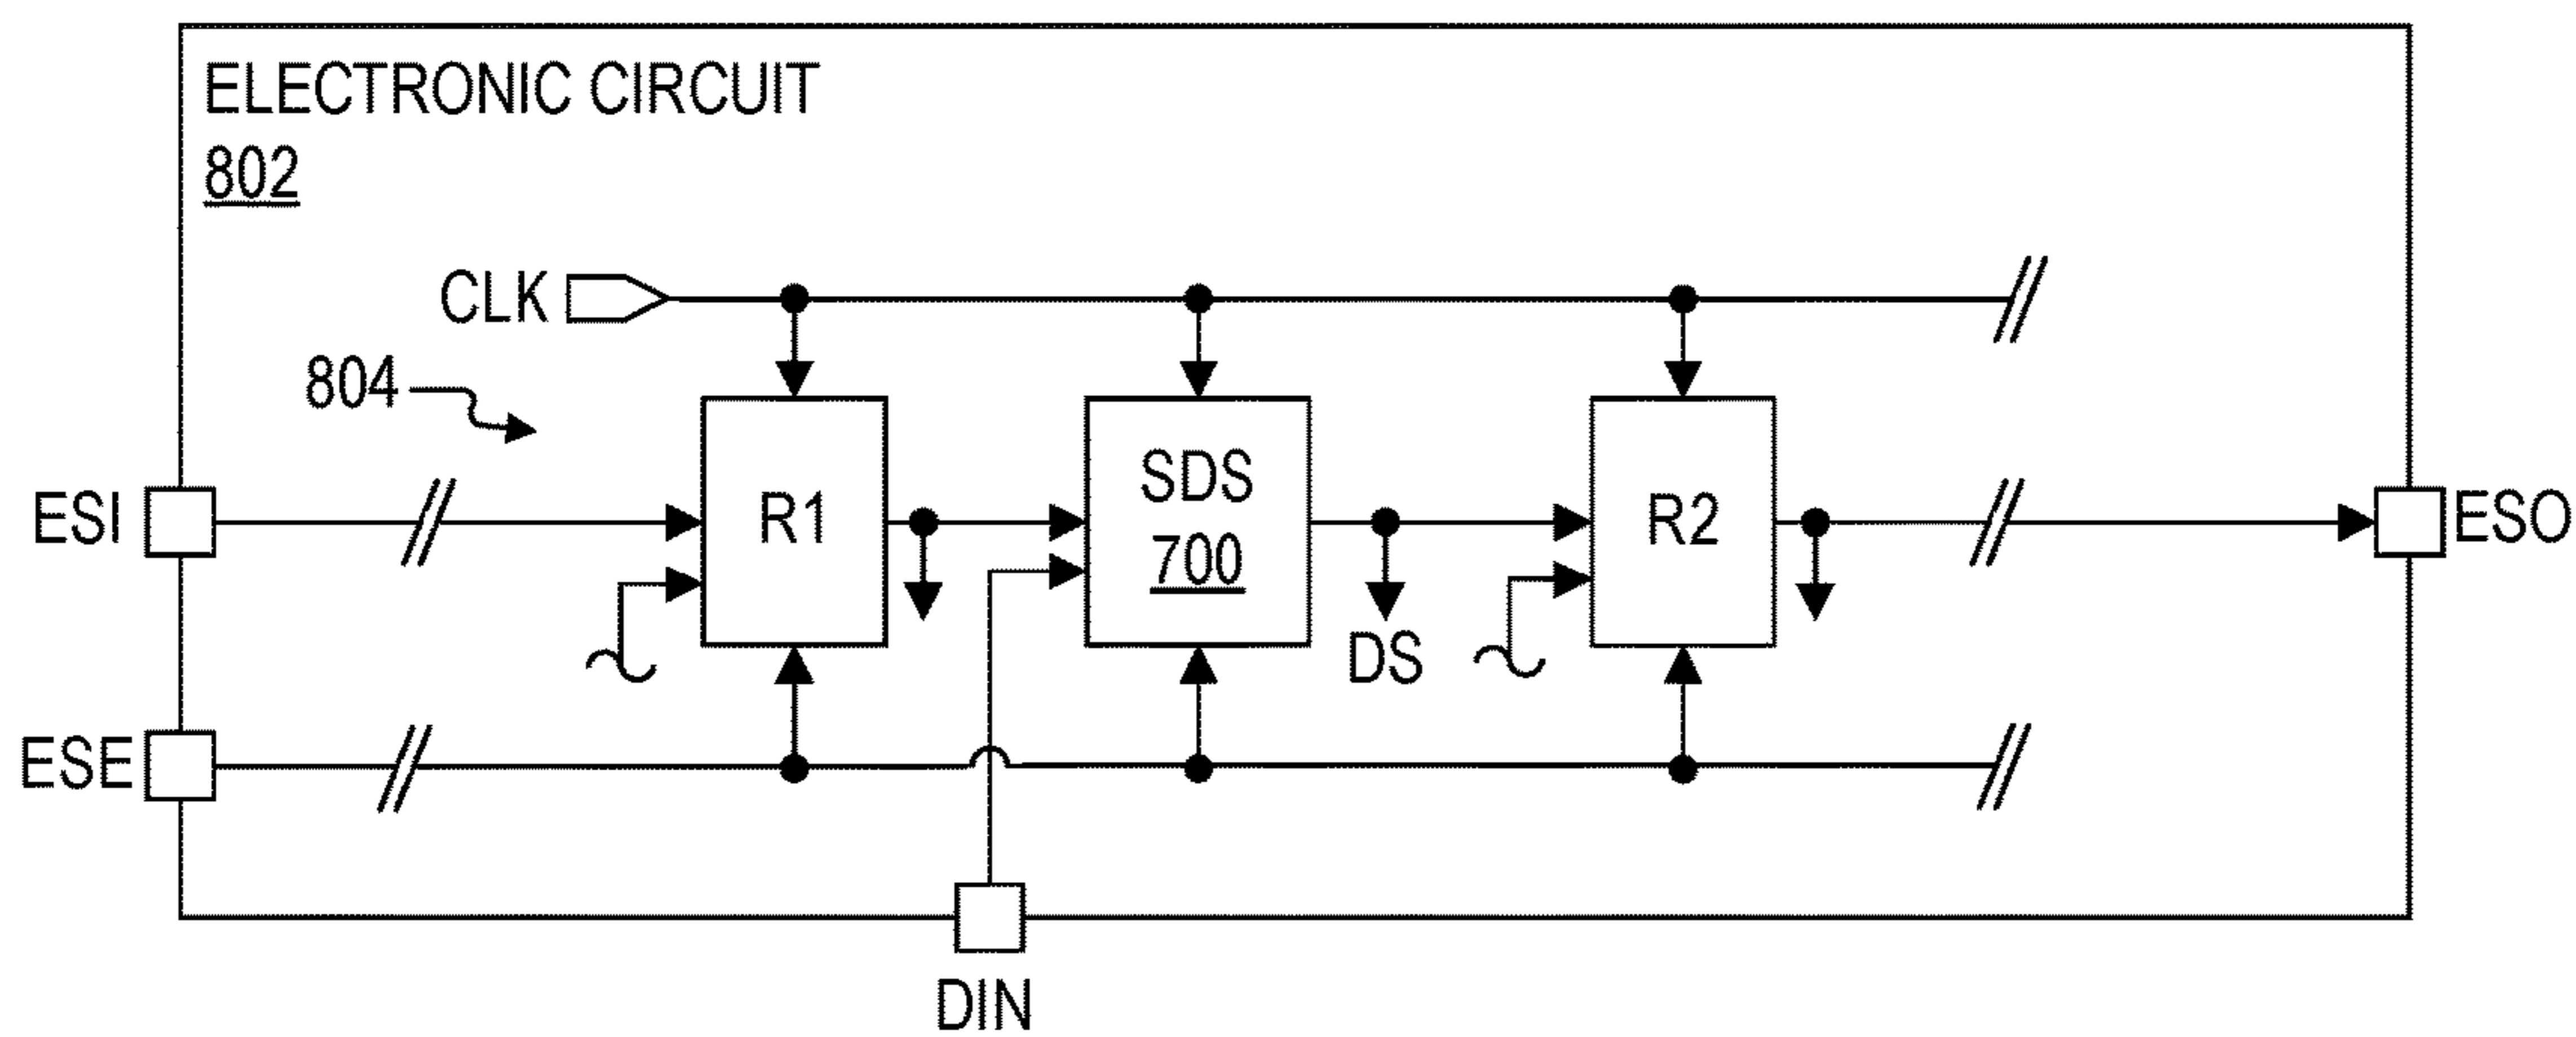 ELECTRONIC CIRCUIT
802
CLK
804
ESI
R1
SDS
700
R2
ESO
DS
ESE
DIN